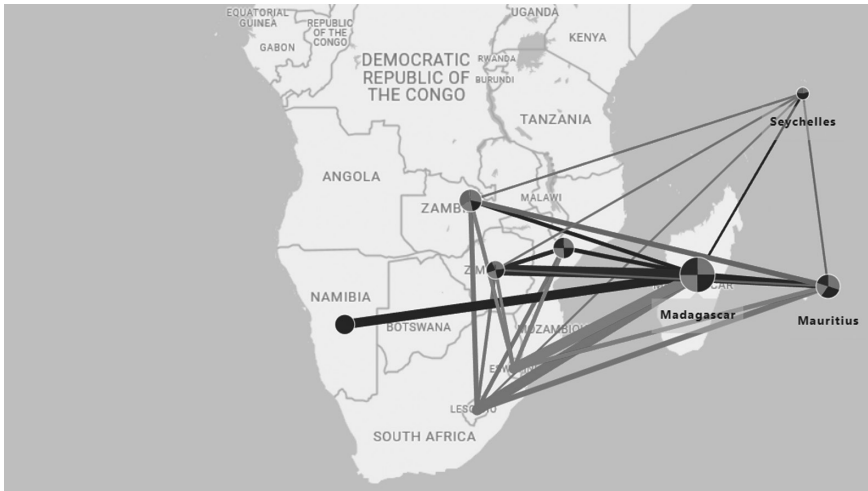 EQUATORIAL
GUINEA
GABON
REPUBLIC
OF THE
CONGO
UGANDA
KENYA
RWANDA
BURUNDI
DEMOCRATIC
REPUBLIC OF
THE CONGO
TANZANIA
Seychelles
ANGOLA
MALAWI
NAMIBIA
BOTSWANA
Madagascar
Mauritius
SOUTH AFRICA